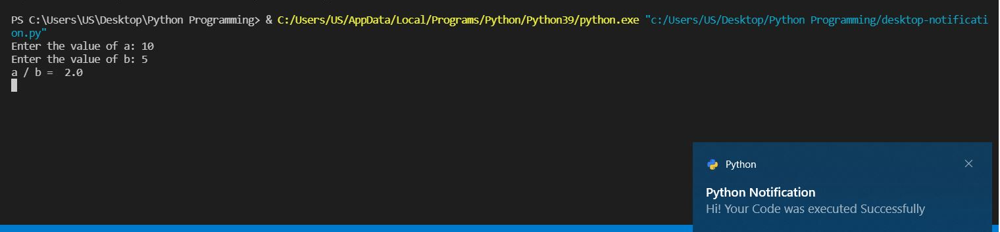 PS C:\Users\US\Desktop\Python Programming> & C:/Users/US/AppData/Local/Programs/Python/Python39/python.exe "c:/Users/US/Desktop/Python Programming/desktop-notificati
on.py"
Enter the value of a: 10
Enter the value of b: 5
a / b =  2.0
Python
Python Notification
Hi! Your Code was executed Successfully